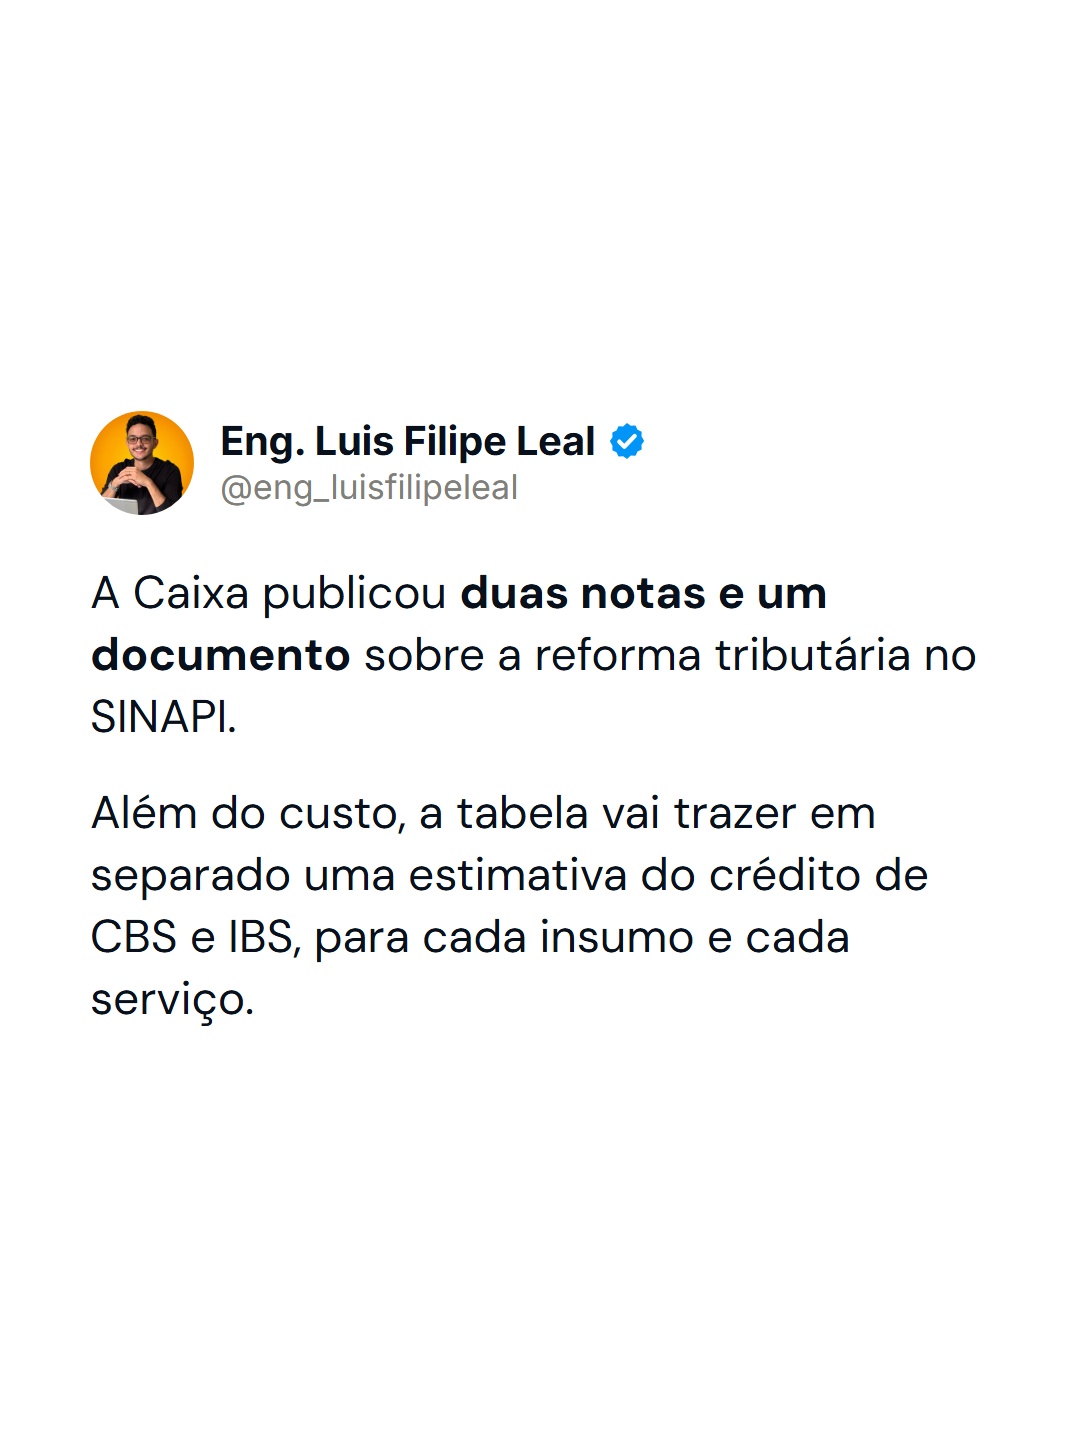 Eng. Luis Filipe Leal
@eng_luisfilipeleal
A Caixa publicou duas notas e um
documento sobre a reforma tributária no
SINAPI.
Além do custo, a tabela vai trazer em
separado uma estimativa do crédito de
CBS e IBS, para cada insumo e cada
serviço.